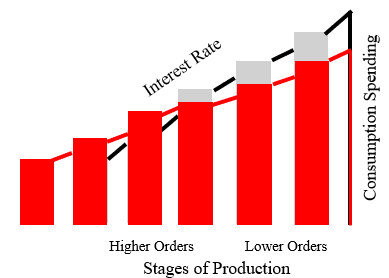 Interest Rate
Consumption Spending
Higher Orders
Lower Orders
Stages of Production